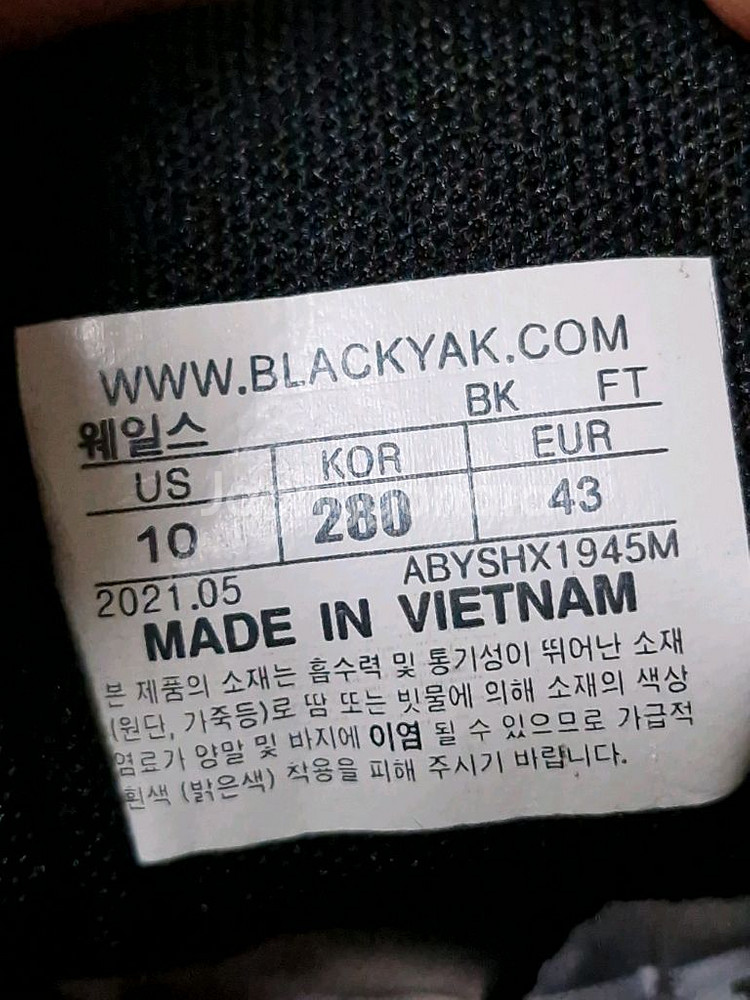 WWW.BLACKYAK.COM
웨일스 BK FT
US KOR EUR
10 280 43
2021.05 ABYSHX1945M
MADE IN VIETNAM
본 제품의 소재는 흡수력 및 통기성이 뛰어난 소재
(원단, 가죽등)로 땀 또는 빗물에 의해 소재의 색상
염료가 양말 및 바지에 이염 될 수 있으므로 가급적
흰색 (밝은색) 착용을 피해 주시기 바랍니다.